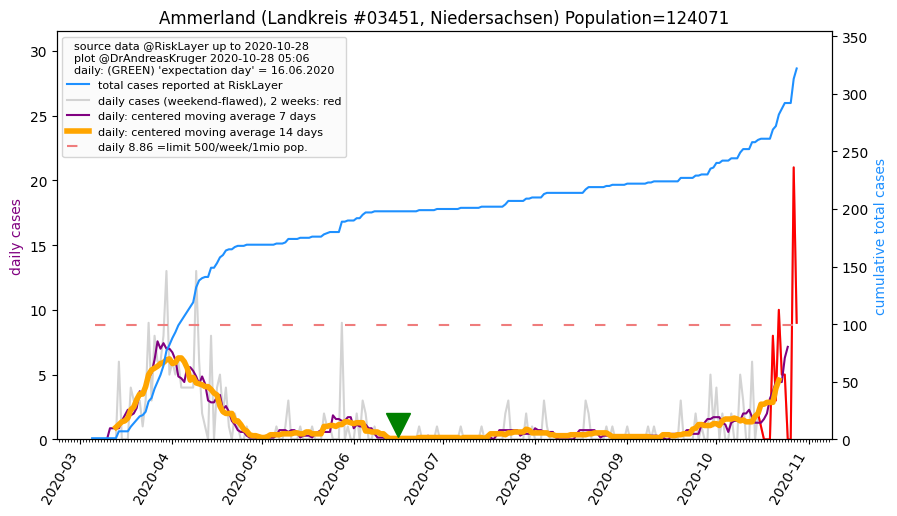 Ammerland (Landkreis #03451, Niedersachsen) Population=124071
source data @RiskLayer up to 2020-10-28
plot @DrAndreasKruger 2020-10-28 05:06
daily: (GREEN) 'expectation day' = 16.06.2020
total cases reported at RiskLayer
daily cases (weekend-flawed), 2 weeks: red
daily: centered moving average 7 days
daily: centered moving average 14 days
daily 8.86 =limit 500/week/1mio pop.
daily cases
30
25
20
15
10
5
0
cumulative total cases
350
300
250
200
150
100
50
0
2020-03
2020-04
2020-05
2020-06
2020-07
2020-08
2020-09
2020-10
2020-11